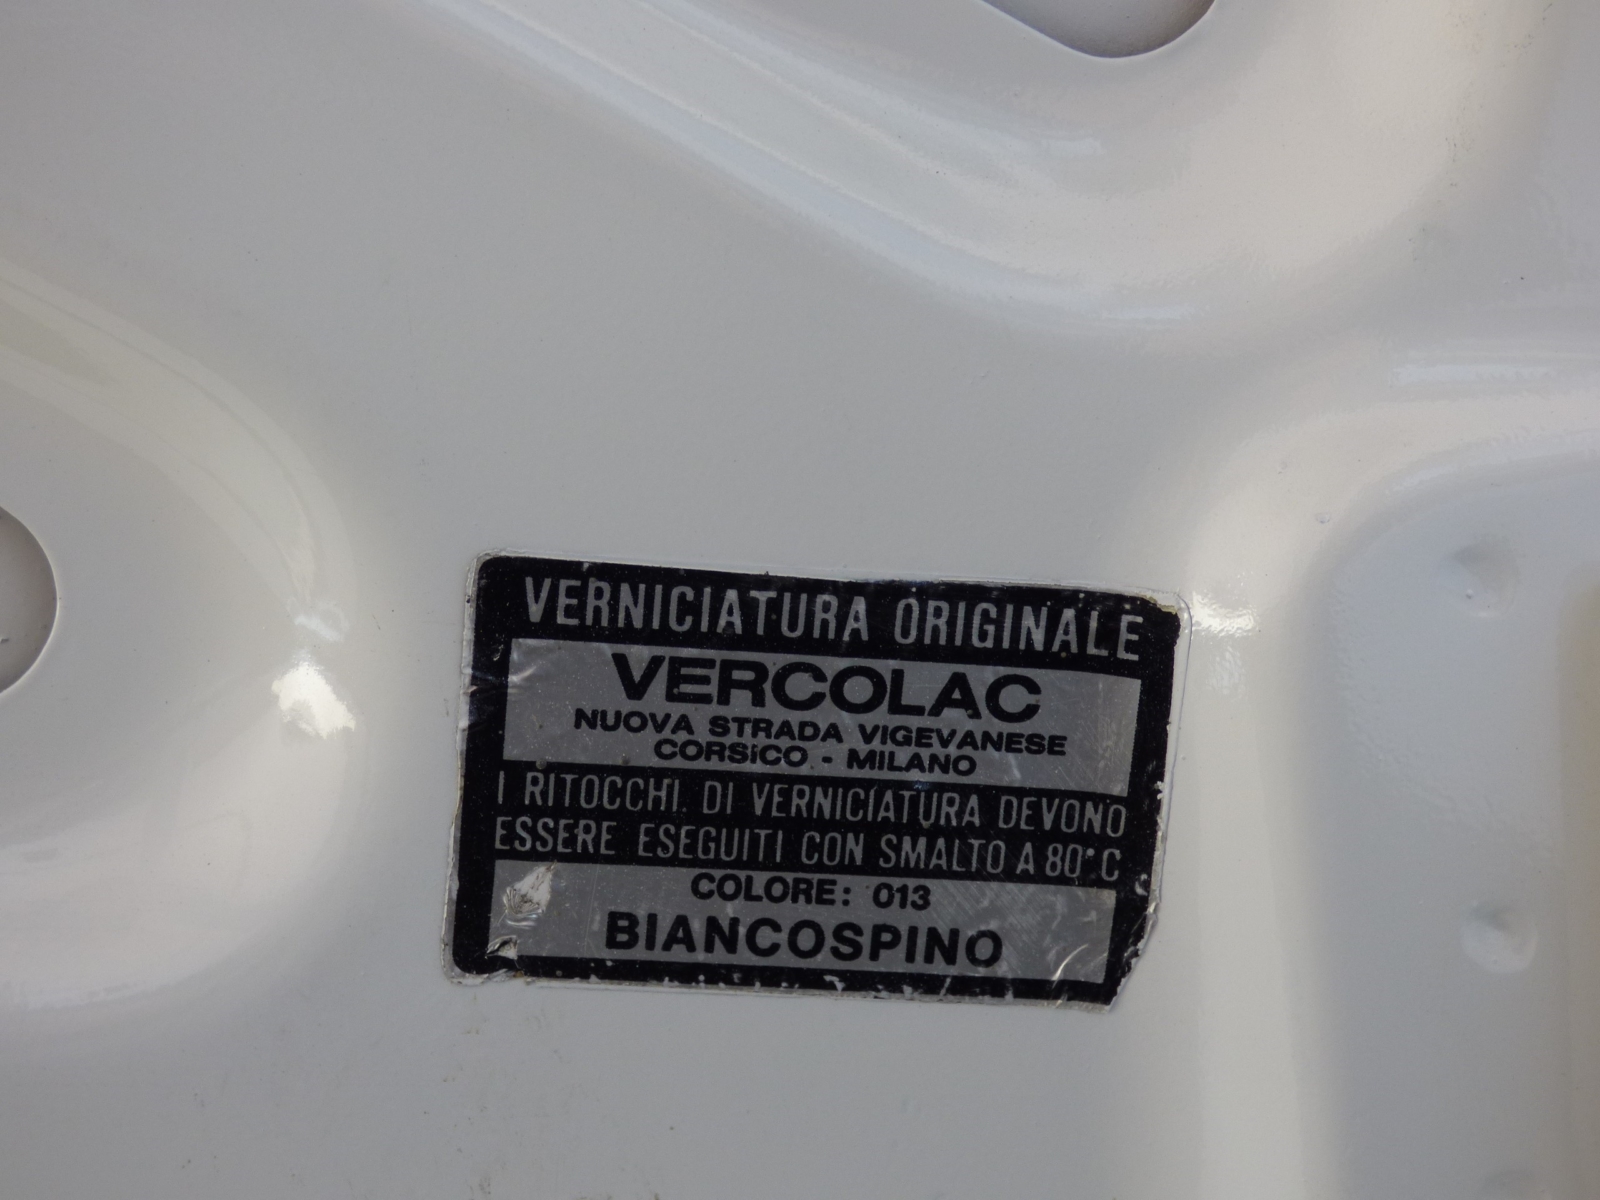 VERNICIATURA ORIGINALE
VERCOLAC
NUOVA STRADA VIGEVANESE
CORSICO - MILANO
I RITOCCHI DI VERNICIATURA DEVONO
ESSERE ESEGUITI CON SMALTO A 80°C
COLORE: 013
BIANCOSPINO